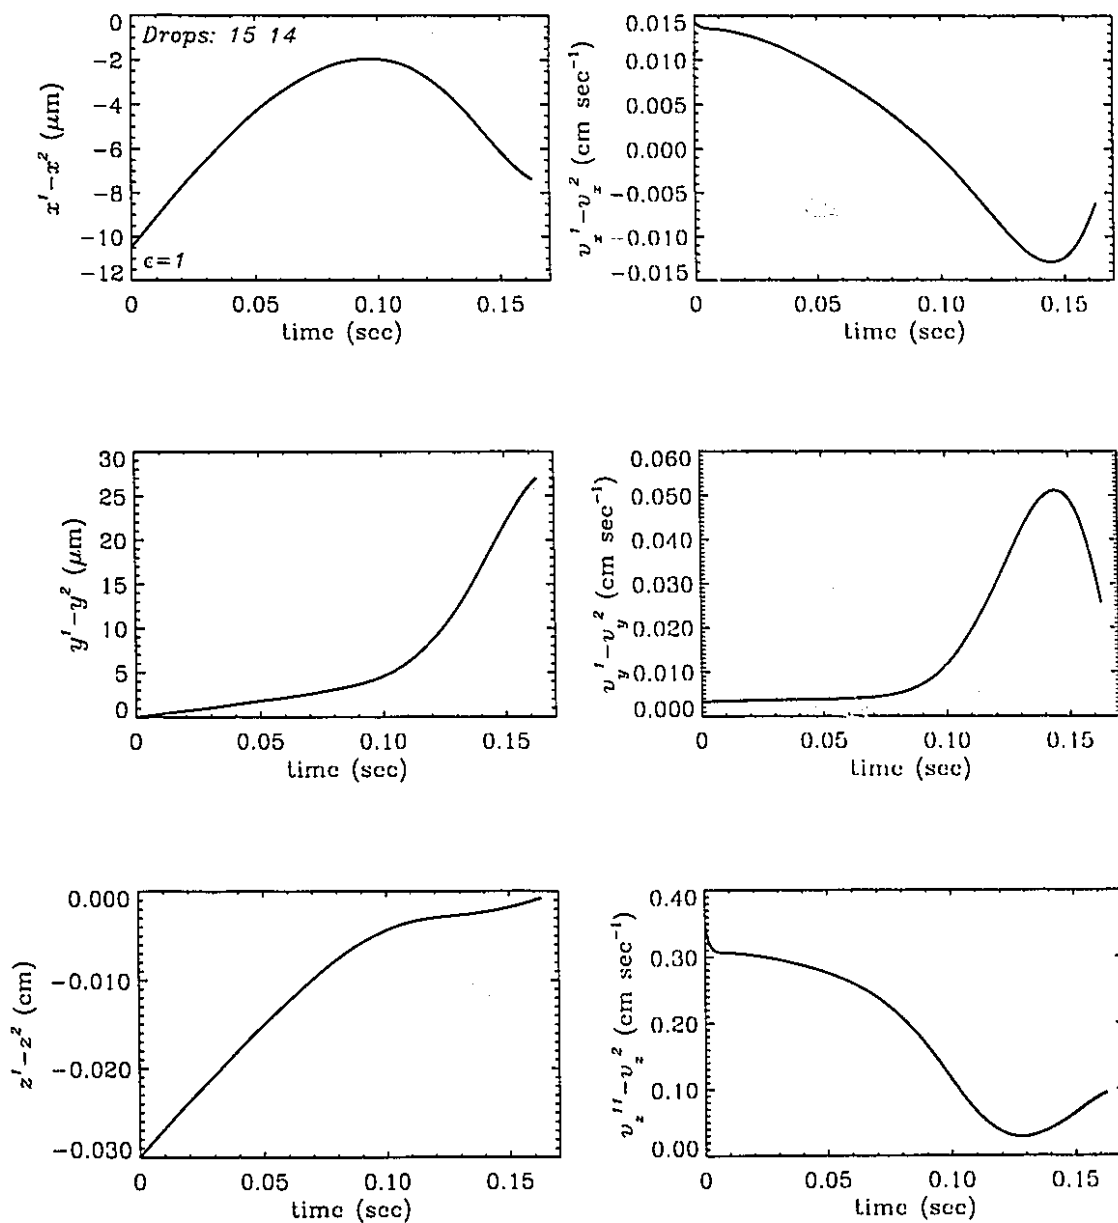 Drops: 15 14
ϵ=1
0
−2
−4
−6
−8
−10
−12
x¹−x² (μm)
0 0.05 0.10 0.15
time (sec)
0.015
0.010
0.005
0.000
−0.005
−0.010
−0.015
v_x¹−v_x² (cm sec⁻¹)
0 0.05 0.10 0.15
time (sec)
30
25
20
15
10
5
0
y¹−y² (μm)
0 0.05 0.10 0.15
time (sec)
0.060
0.050
0.040
0.030
0.020
0.010
0.000
v_y¹−v_y² (cm sec⁻¹)
0 0.05 0.10 0.15
time (sec)
0.000
−0.010
−0.020
−0.030
z¹−z² (cm)
0 0.05 0.10 0.15
time (sec)
0.40
0.30
0.20
0.10
0.00
v_z¹¹−v_z² (cm sec⁻¹)
0 0.05 0.10 0.15
time (sec)